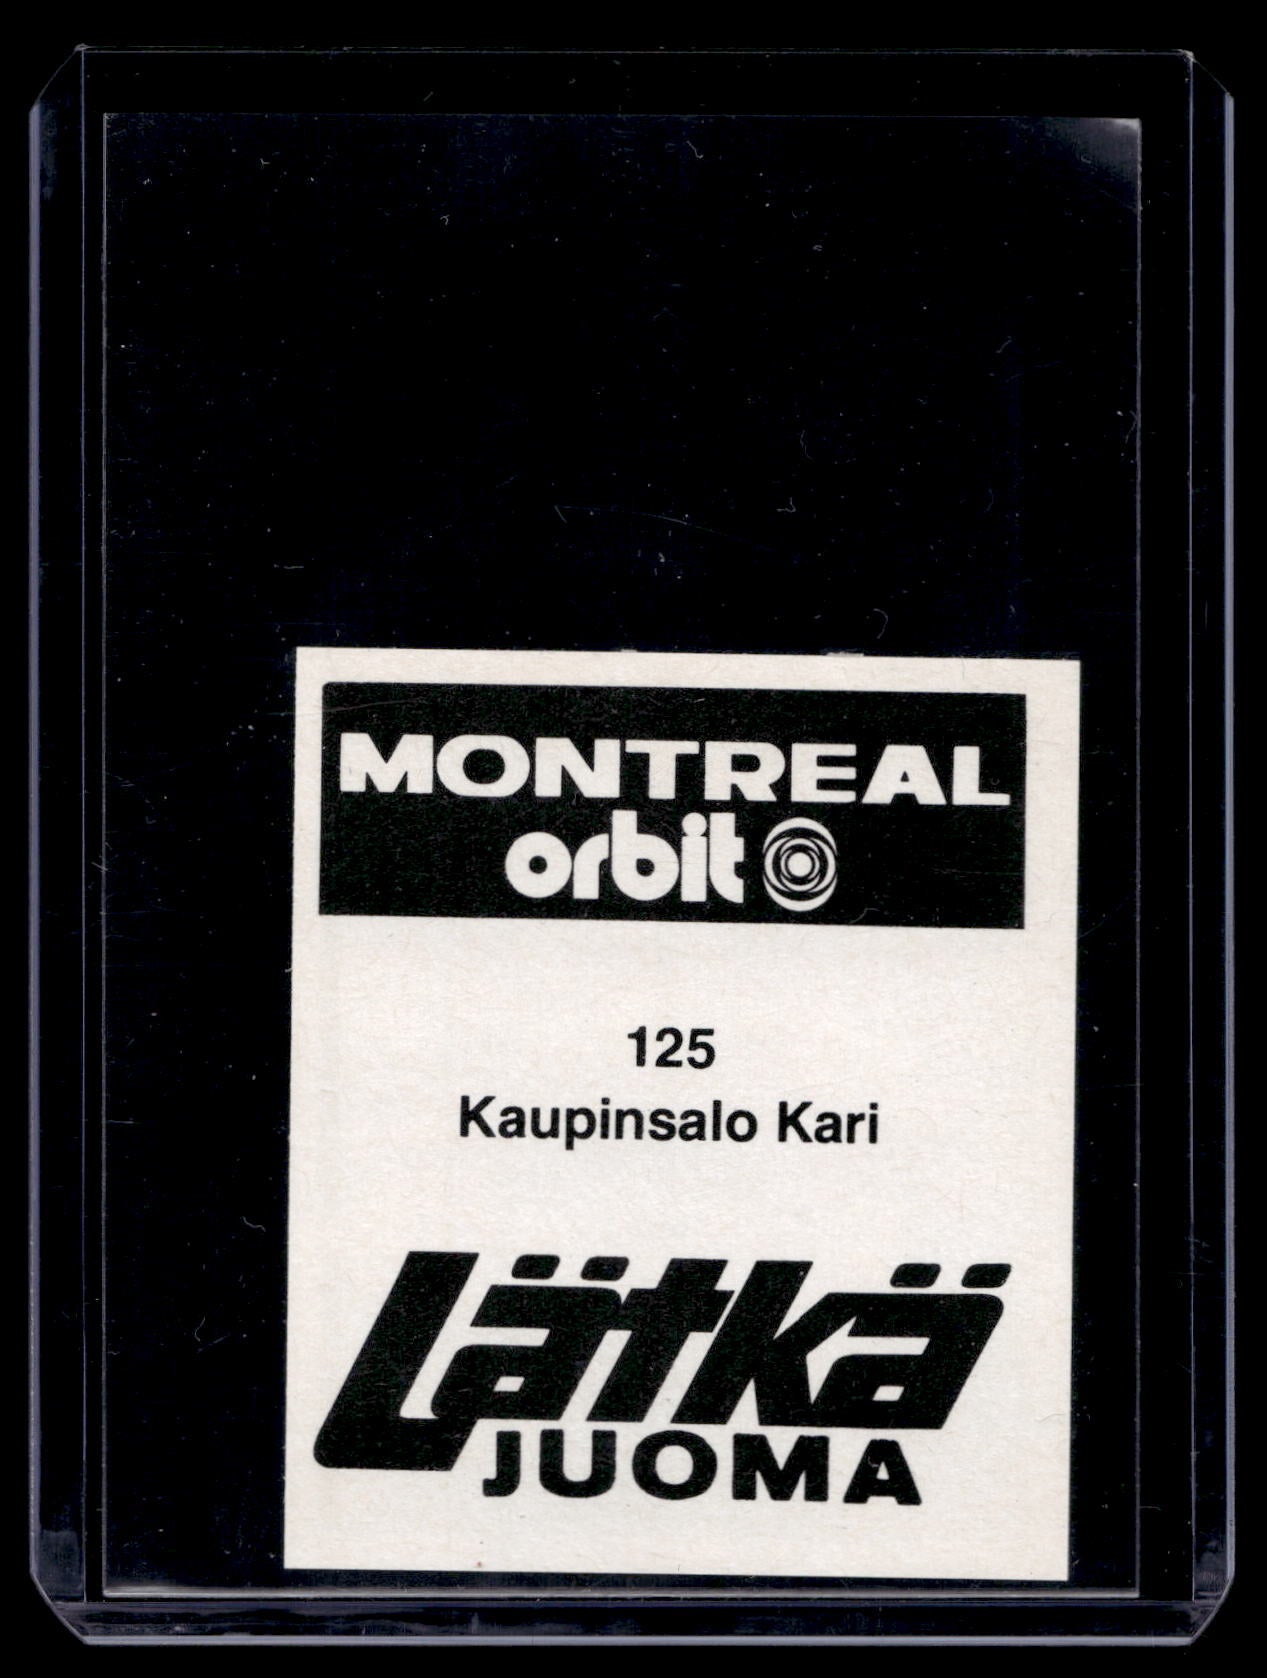 MONTREAL
orbit
125
Kaupinsalo Kari
Lätkä
JUOMA